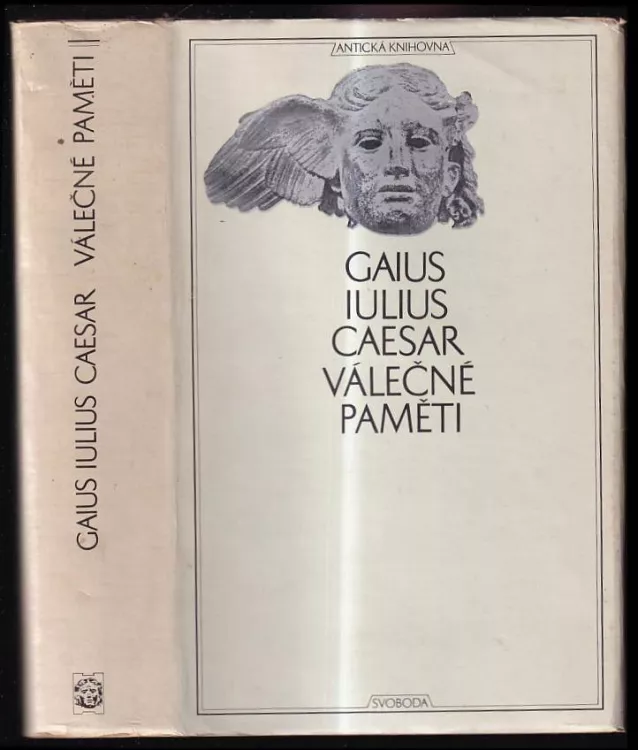 GAIUS IULIUS CAESAR VÁLEČNÉ PAMĚTI
ANTICKÁ KNIHOVNA
GAIUS
IULIUS
CAESAR
VÁLEČNÉ
PAMĚTI
SVOBODA